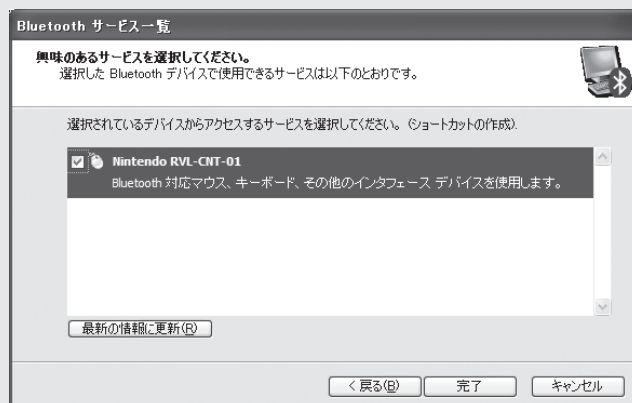 Bluetooth サービス一覧
興味のあるサービスを選択してください。
選択した Bluetooth デバイスで使用できるサービスは以下のとおりです。
選択されているデバイスからアクセスするサービスを選択してください。(ショートカットの作成).
Nintendo RVL-CNT-01
Bluetooth 対応マウス、キーボード、その他のインタフェース デバイスを使用します。
最新の情報に更新(R)
< 戻る(B) 完了 キャンセル